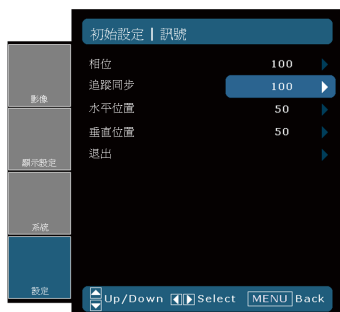 初始設定 | 訊號
相位 100
追蹤同步 100
水平位置 50
垂直位置 50
退出
影像
顯示設定
系統
設定
Up/Down Select MENU Back